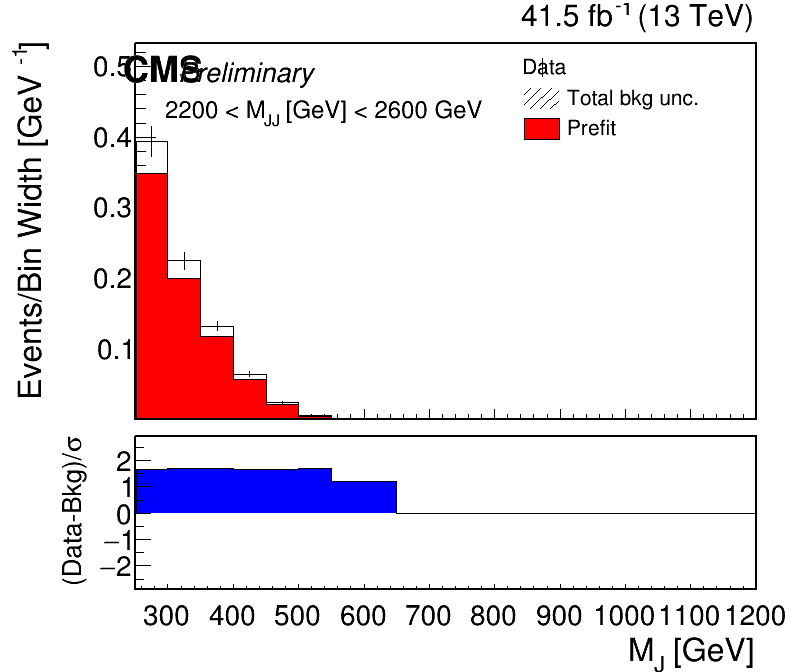 41.5 fb⁻¹ (13 TeV)
CMS Preliminary
2200 < M_JJ [GeV] < 2600 GeV
Data
Total bkg unc.
Prefit
Events/Bin Width [GeV⁻¹]
0.5
0.4
0.3
0.2
0.1
(Data-Bkg)/σ
2
1
0
−1
−2
300 400 500 600 700 800 900 1000 1100 1200
M_J [GeV]